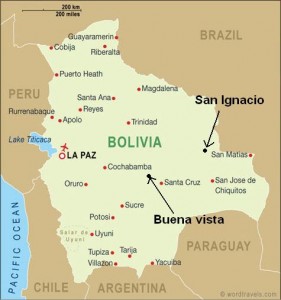 200 km
200 miles
Guayaramerin
BRAZIL
Cobija
Riberalta
Puerto Heath
PERU
Magdalena
Santa Ana
San Ignacio
Rurrenabaque
Reyes
Apolo
Trinidad
Lake Titicaca
BOLIVIA
LA PAZ
San Matias
Cochabamba
Oruro
Santa Cruz
San Jose de
Chiquitos
Sucre
Buena vista
Potosi
Salar de
Uyuni
Uyuni
PARAGUAY
PACIFIC OCEAN
Tupiza
Tarija
Villazon
Yacuiba
CHILE
ARGENTINA
© wordtravels.com